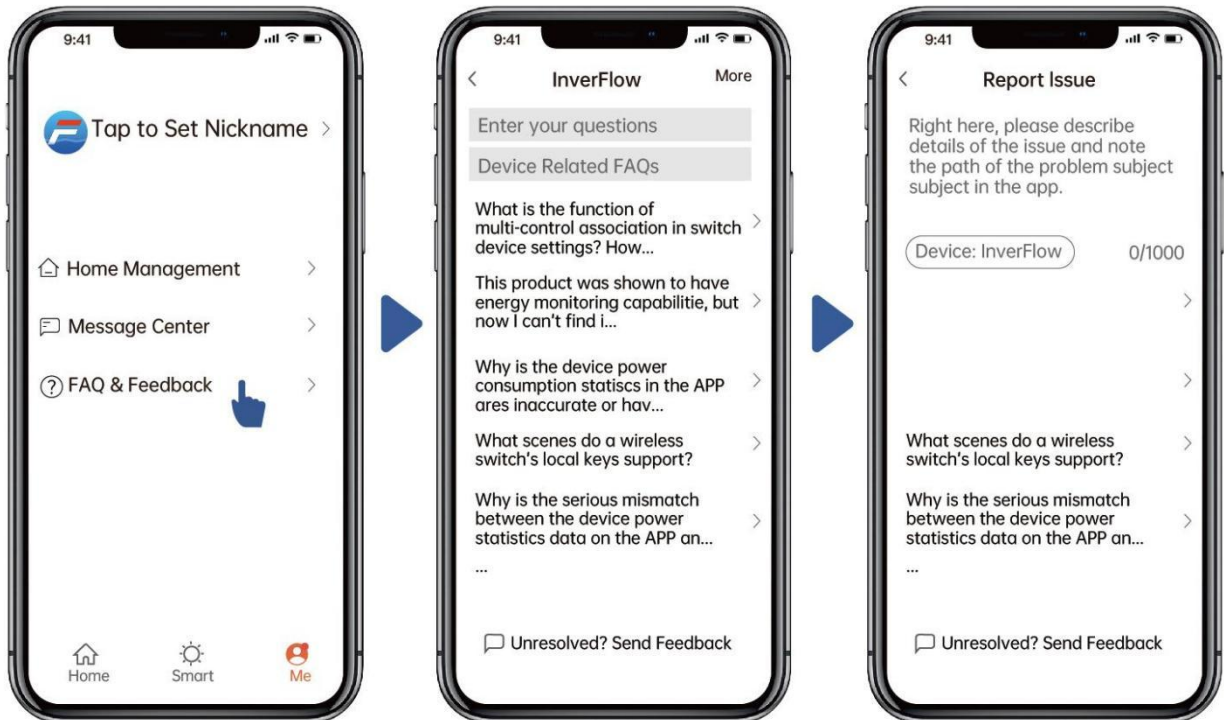 9:41
Tap to Set Nickname
Home Management
Message Center
FAQ & Feedback
Home
Smart
Me
9:41
InverFlow
More
Enter your questions
Device Related FAQs
What is the function of
multi-control association in switch
device settings? How...
This product was shown to have
energy monitoring capabilitie, but
now I can't find i...
Why is the device power
consumption statiscs in the APP
ares inaccurate or hav...
What scenes do a wireless
switch's local keys support?
Why is the serious mismatch
between the device power
statistics data on the APP an...
...
Unresolved? Send Feedback
9:41
Report Issue
Right here, please describe
details of the issue and note
the path of the problem subject
subject in the app.
Device: InverFlow
0/1000
What scenes do a wireless
switch's local keys support?
Why is the serious mismatch
between the device power
statistics data on the APP an...
...
Unresolved? Send Feedback